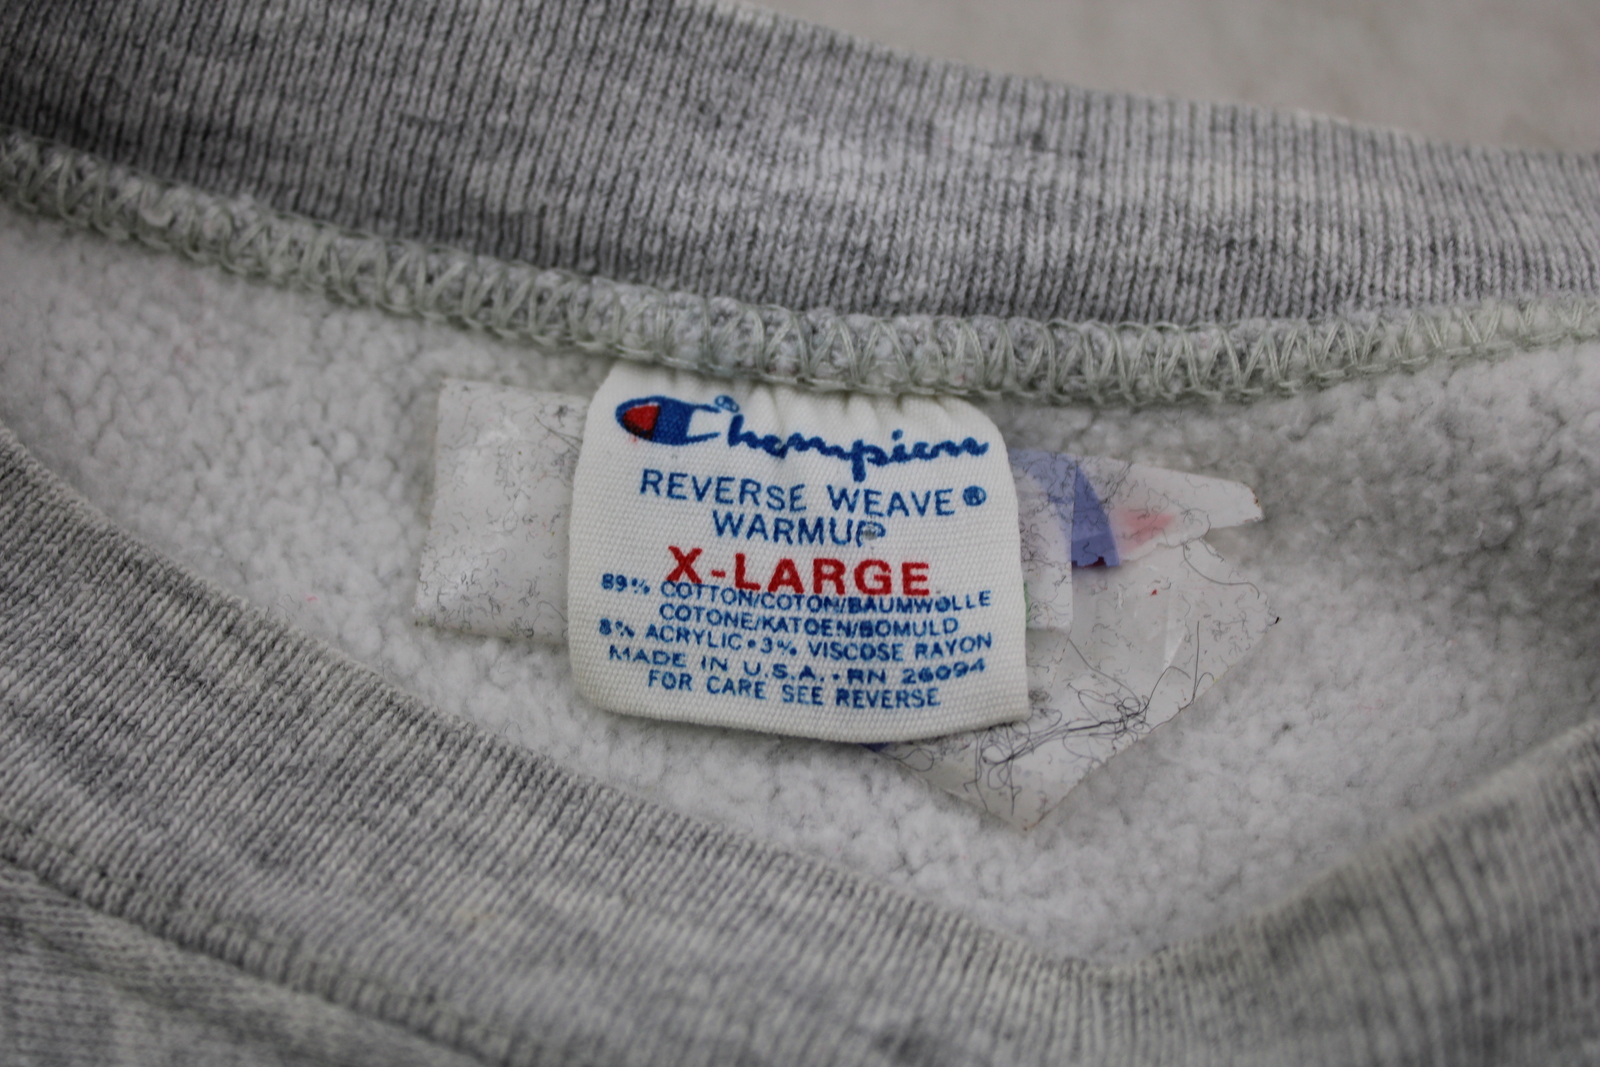 Champion®
REVERSE WEAVE®
WARMUP
X-LARGE
89% COTTON/COTON/BAUMWOLLE
COTONE/KATOEN/BOMULD
8% ACRYLIC•3% VISCOSE RAYON
MADE IN U.S.A.•RN 26094
FOR CARE SEE REVERSE